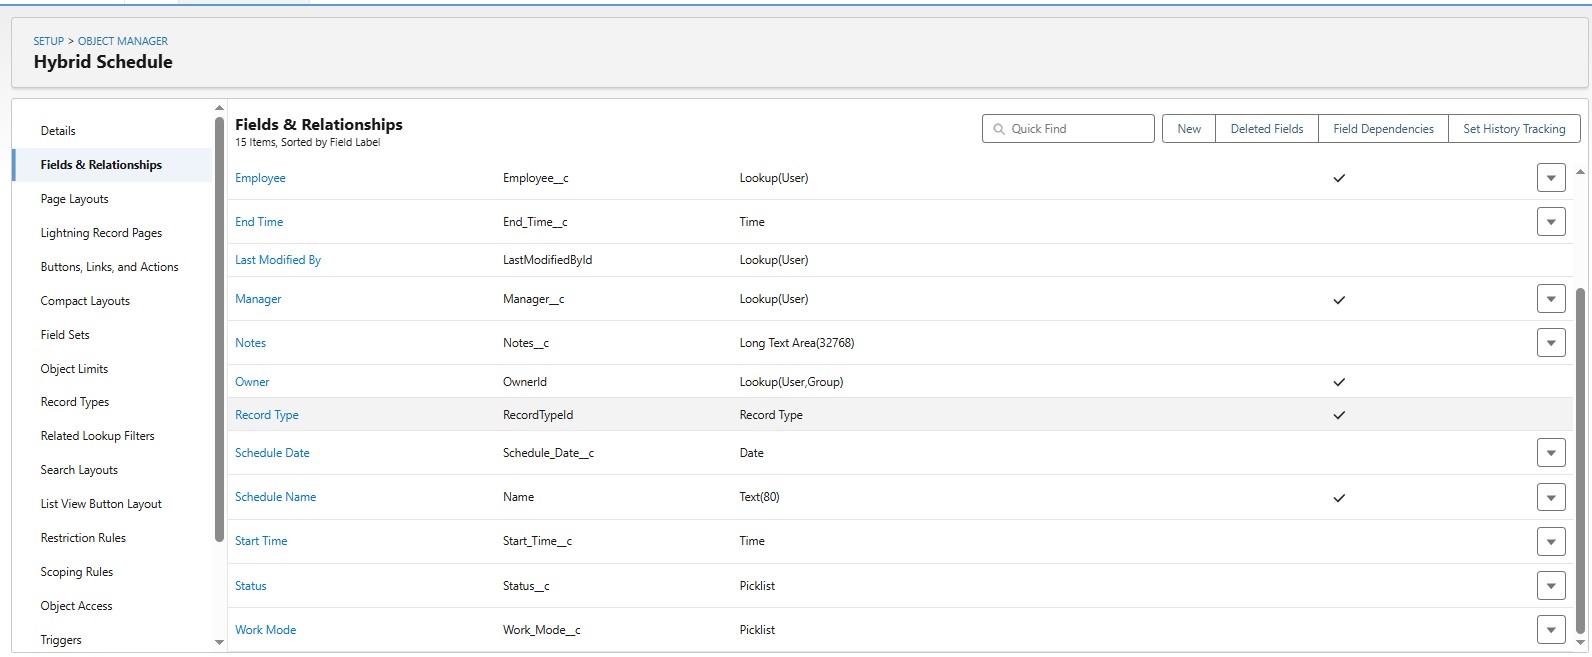 SETUP > OBJECT MANAGER
Hybrid Schedule
Details
Fields & Relationships
Page Layouts
Lightning Record Pages
Buttons, Links, and Actions
Compact Layouts
Field Sets
Object Limits
Record Types
Related Lookup Filters
Search Layouts
List View Button Layout
Restriction Rules
Scoping Rules
Object Access
Triggers
Fields & Relationships
15 Items, Sorted by Field Label
Quick Find
New
Deleted Fields
Field Dependencies
Set History Tracking
Employee Employee__c Lookup(User)
End Time End_Time__c Time
Last Modified By LastModifiedById Lookup(User)
Manager Manager__c Lookup(User)
Notes Notes__c Long Text Area(32768)
Owner OwnerId Lookup(User,Group)
Record Type RecordTypeId Record Type
Schedule Date Schedule_Date__c Date
Schedule Name Name Text(80)
Start Time Start_Time__c Time
Status Status__c Picklist
Work Mode Work_Mode__c Picklist